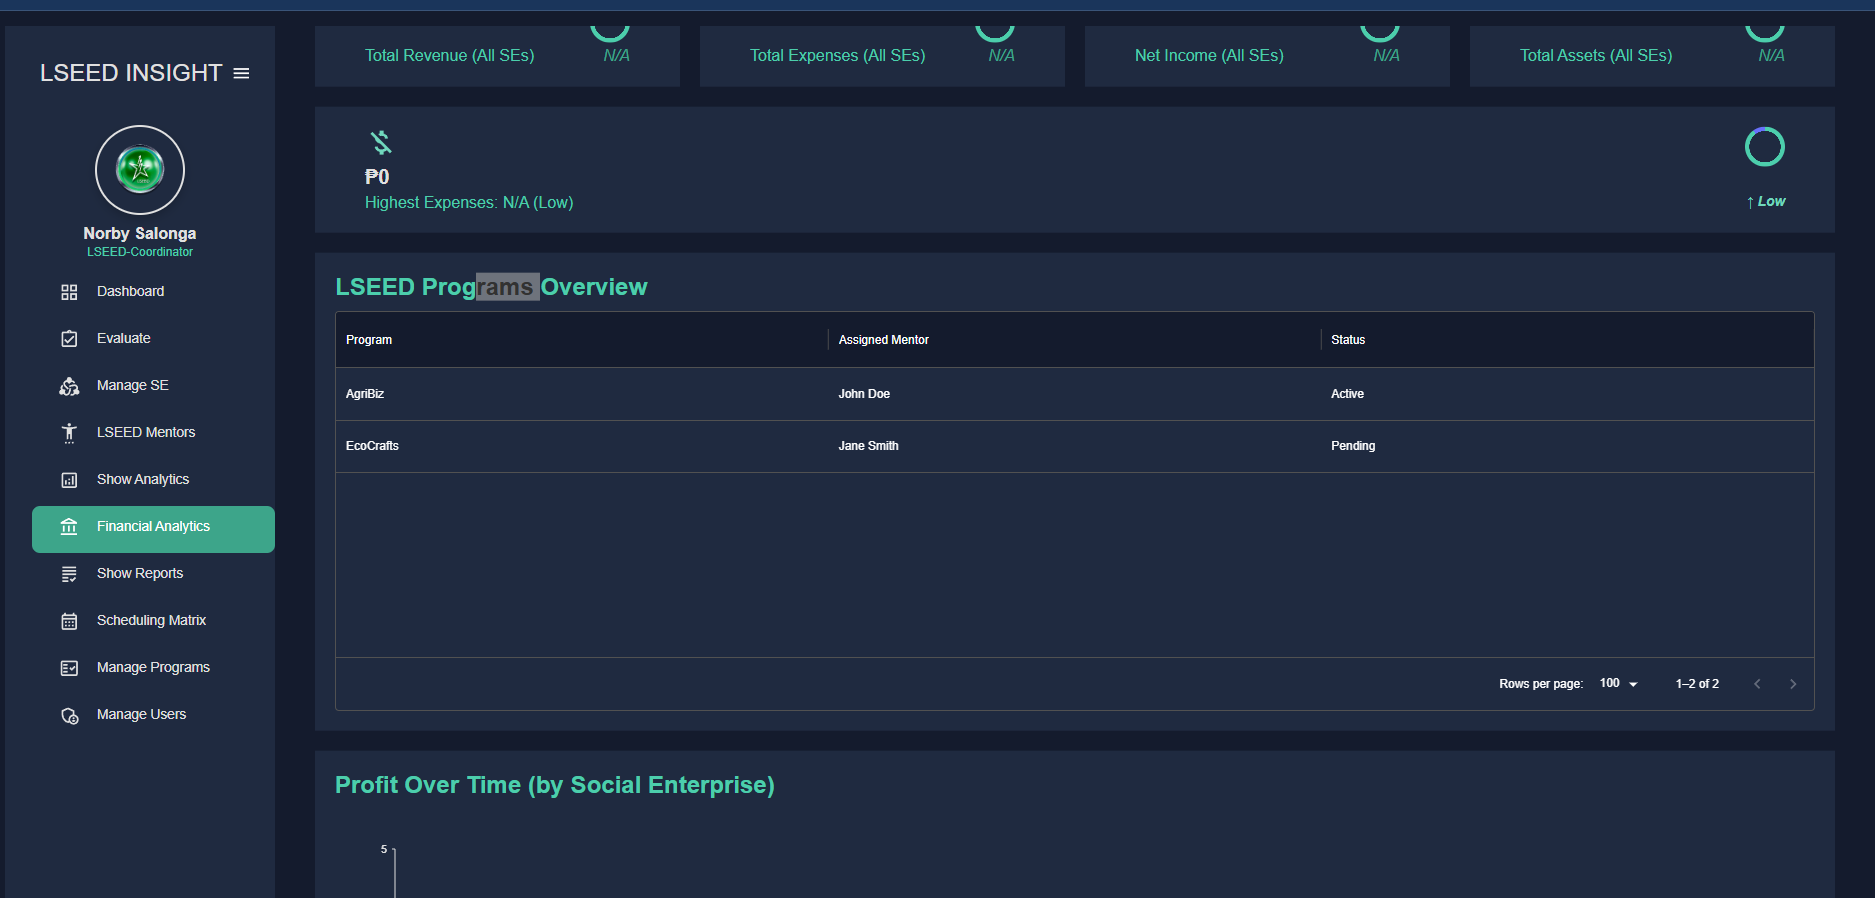 LSEED INSIGHT
Norby Salonga
LSEED-Coordinator
Dashboard
Evaluate
Manage SE
LSEED Mentors
Show Analytics
Financial Analytics
Show Reports
Scheduling Matrix
Manage Programs
Manage Users
Total Revenue (All SEs) N/A
Total Expenses (All SEs) N/A
Net Income (All SEs) N/A
Total Assets (All SEs) N/A
₱0
Highest Expenses: N/A (Low)
↑ Low
LSEED Programs Overview
Program Assigned Mentor Status
AgriBiz John Doe Active
EcoCrafts Jane Smith Pending
Rows per page: 100 1–2 of 2
Profit Over Time (by Social Enterprise)
5